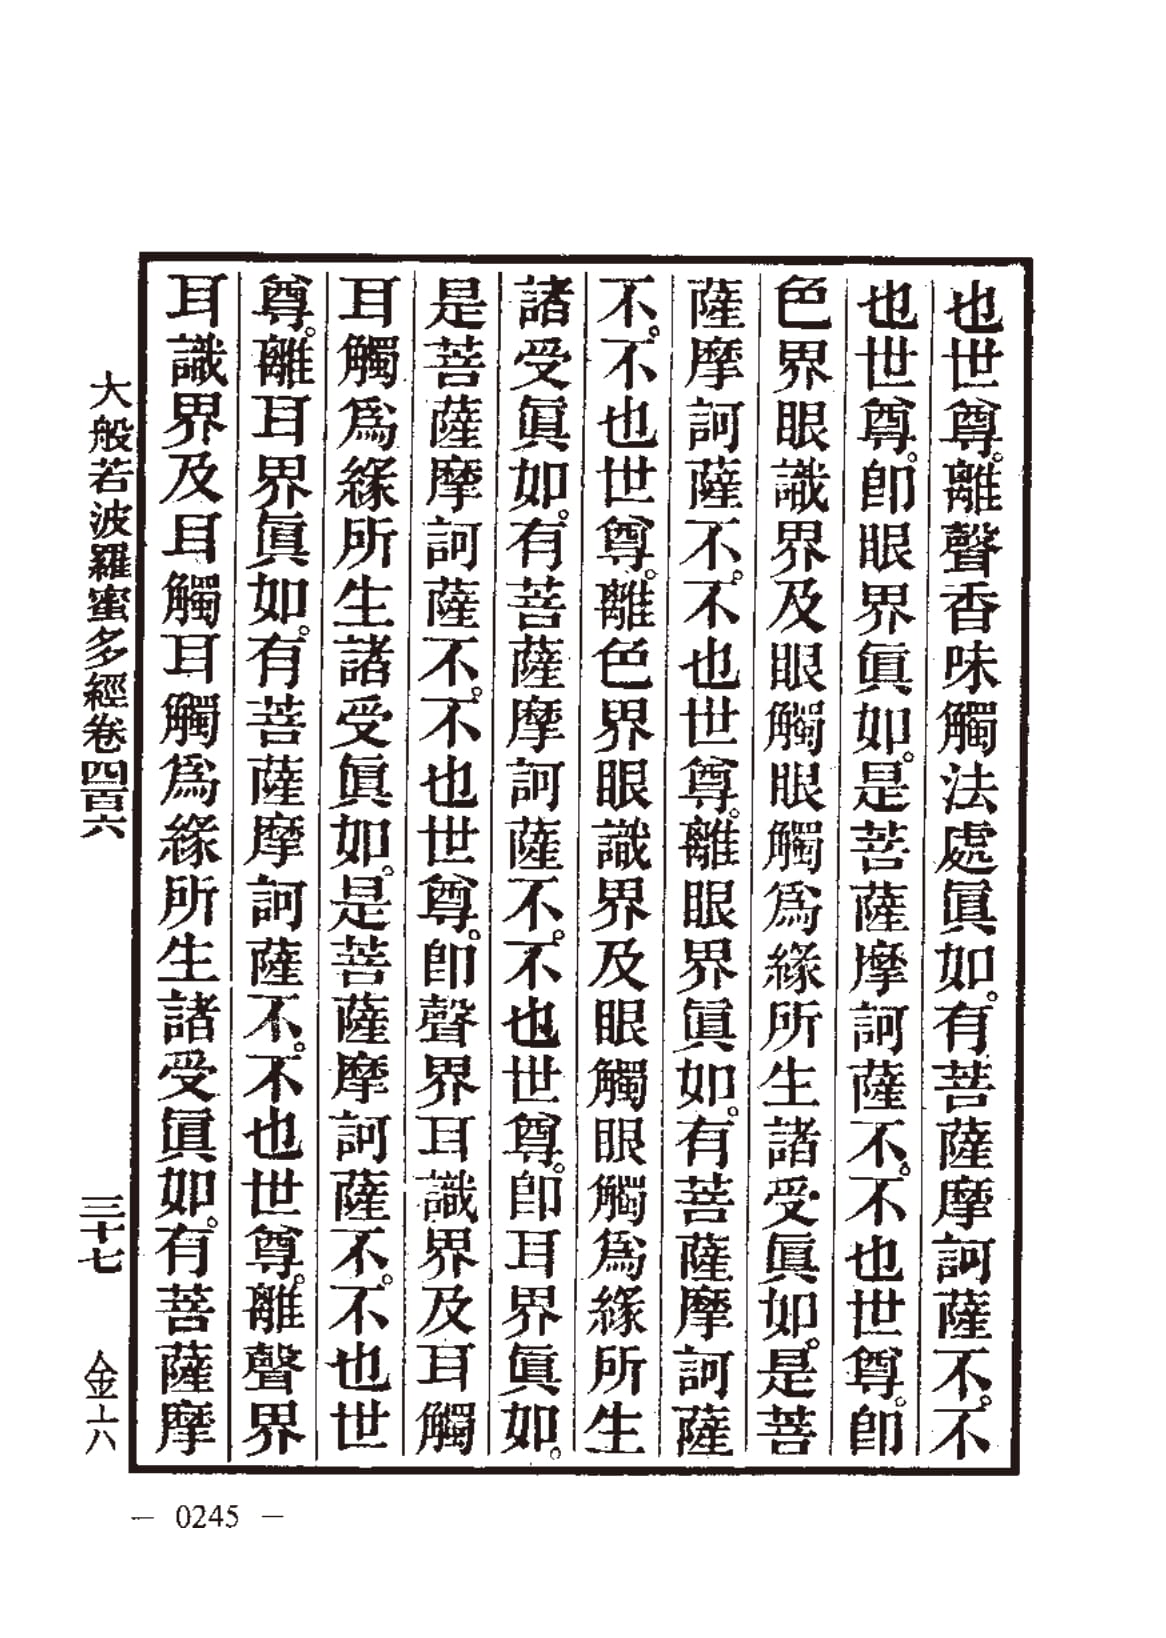 也世尊。離聲香味觸法處眞如。有菩薩摩訶薩不。不
也世尊。卽眼界眞如。是菩薩摩訶薩不。不也世尊。卽
色界眼識界及眼觸眼觸爲緣所生諸受眞如。是菩
薩摩訶薩不。不也世尊。離眼界眞如。有菩薩摩訶薩
不。不也世尊。離色界眼識界及眼觸眼觸爲緣所生
諸受眞如。有菩薩摩訶薩不。不也世尊。卽耳界眞如。
是菩薩摩訶薩不。不也世尊。卽聲界耳識界及耳觸
耳觸爲緣所生諸受眞如。是菩薩摩訶薩不。不也世
尊。離耳界眞如。有菩薩摩訶薩不。不也世尊。離聲界
耳識界及耳觸耳觸爲緣所生諸受眞如。有菩薩摩
大般若波羅蜜多經卷四百六 三十七 金上六
— 0245 —